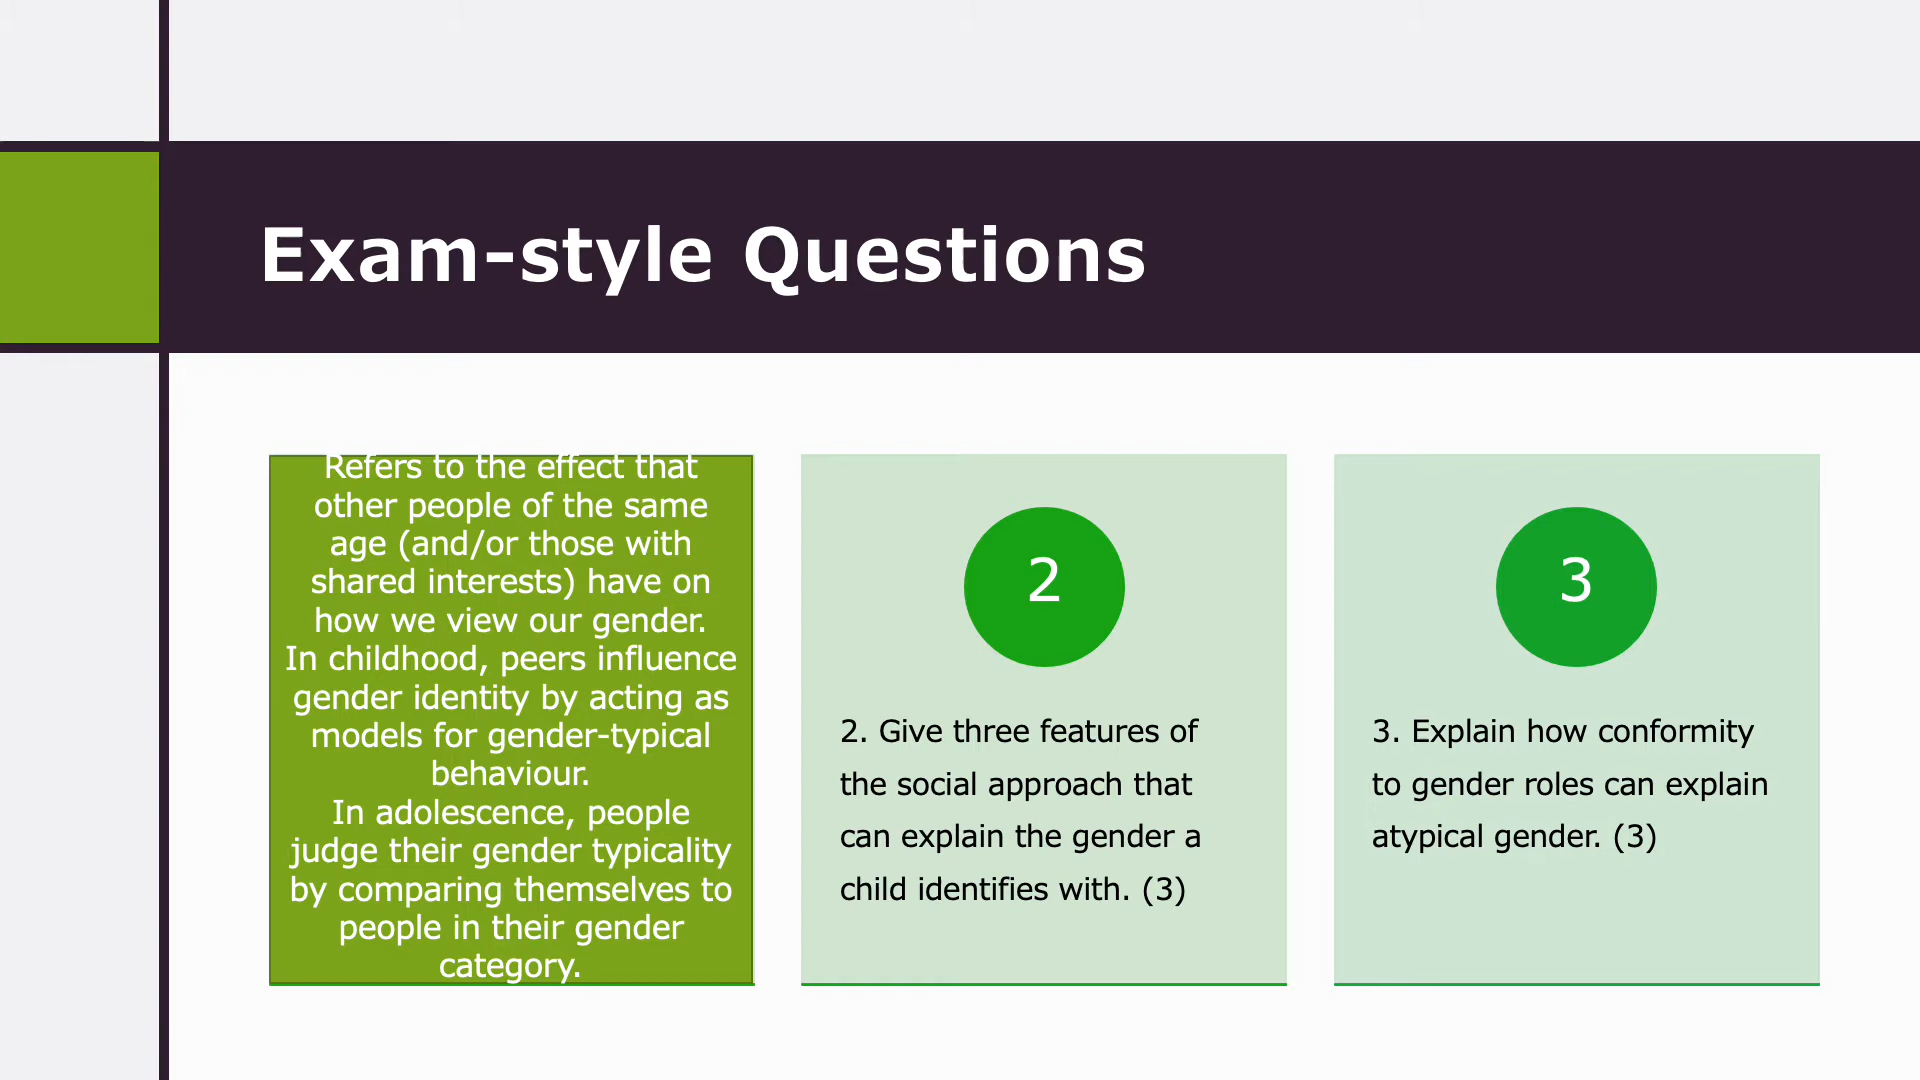 Exam-style Questions
Refers to the effect that
other people of the same
age (and/or those with
shared interests) have on
how we view our gender.
In childhood, peers influence
gender identity by acting as
models for gender-typical
behaviour.
In adolescence, people
judge their gender typicality
by comparing themselves to
people in their gender
category.
2
2. Give three features of
the social approach that
can explain the gender a
child identifies with. (3)
3
3. Explain how conformity
to gender roles can explain
atypical gender. (3)